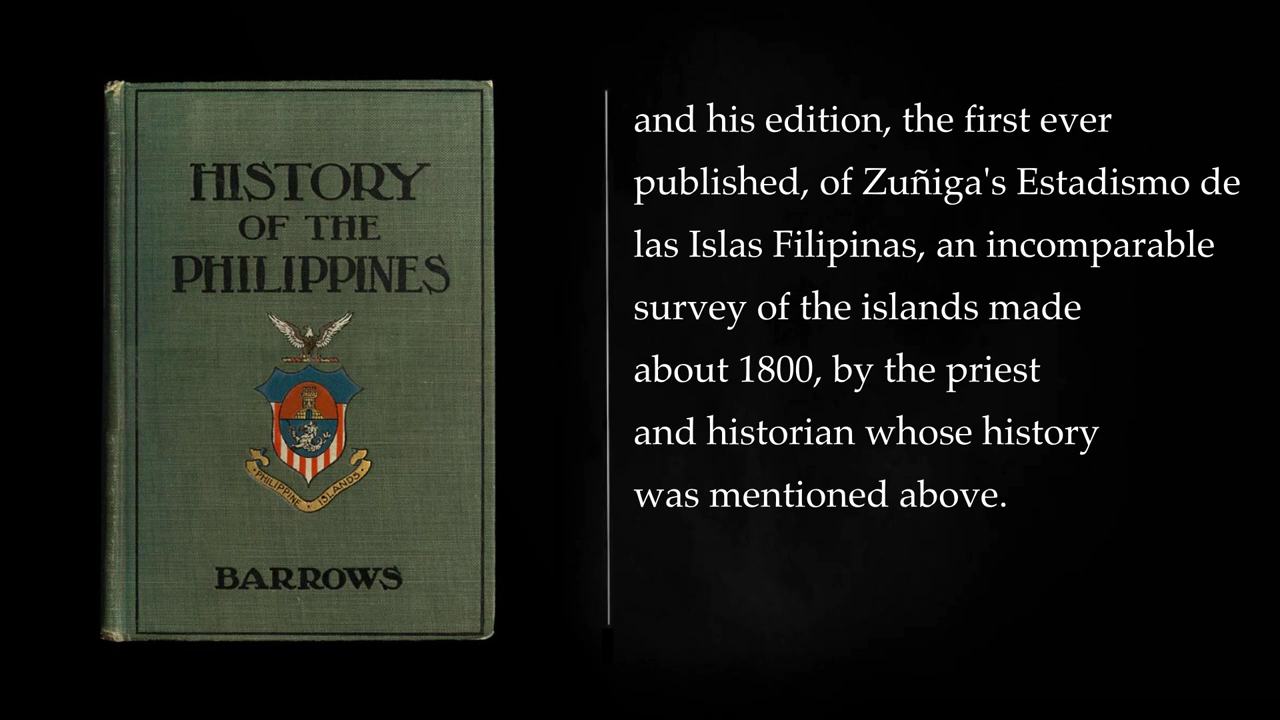 HISTORY
OF THE
PHILIPPINES
PHILIPPINE ISLANDS
BARROWS
and his edition, the first ever
published, of Zuñiga's Estadismo de
las Islas Filipinas, an incomparable
survey of the islands made
about 1800, by the priest
and historian whose history
was mentioned above.